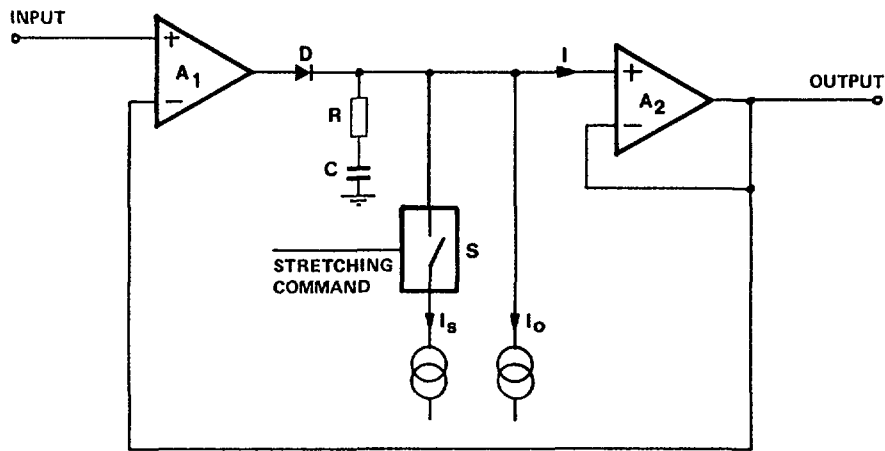 INPUT
+
A1
−
D
R
C
STRETCHING
COMMAND
S
Is
Io
I
+
A2
−
OUTPUT